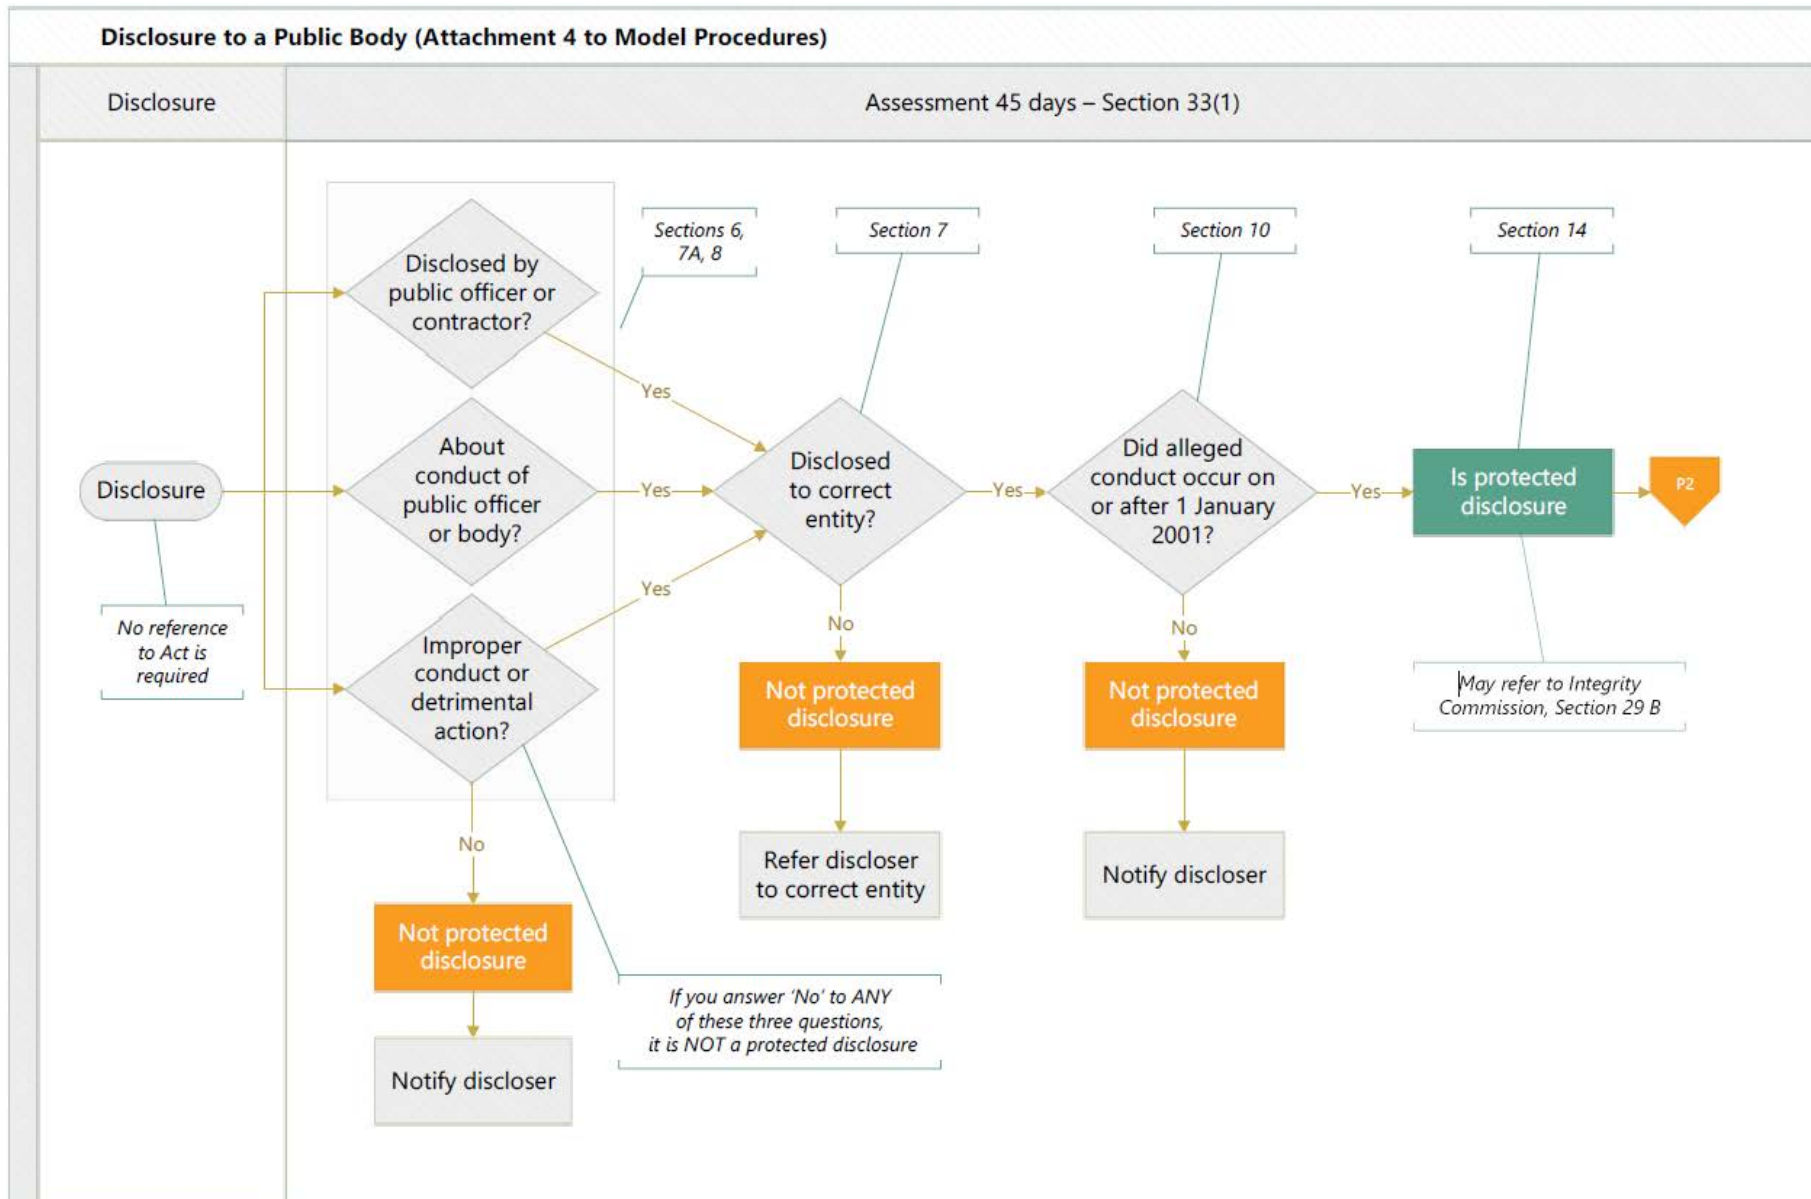 Disclosure to a Public Body (Attachment 4 to Model Procedures)
Disclosure
Assessment 45 days – Section 33(1)
Disclosed by
public officer or
contractor?
Sections 6,
7A, 8
Section 7
Section 10
Section 14
Yes
About
conduct of
public officer
or body?
Disclosure
Yes
Disclosed
to correct
entity?
Yes
Did alleged
conduct occur on
or after 1 January
2001?
Yes
Is protected
disclosure
P2
Yes
No reference
to Act is
required
Improper
conduct or
detrimental
action?
No
Not protected
disclosure
No
Not protected
disclosure
May refer to Integrity
Commission, Section 29 B
No
Refer discloser
to correct entity
Notify discloser
Not protected
disclosure
If you answer ‘No’ to ANY
of these three questions,
it is NOT a protected disclosure
Notify discloser